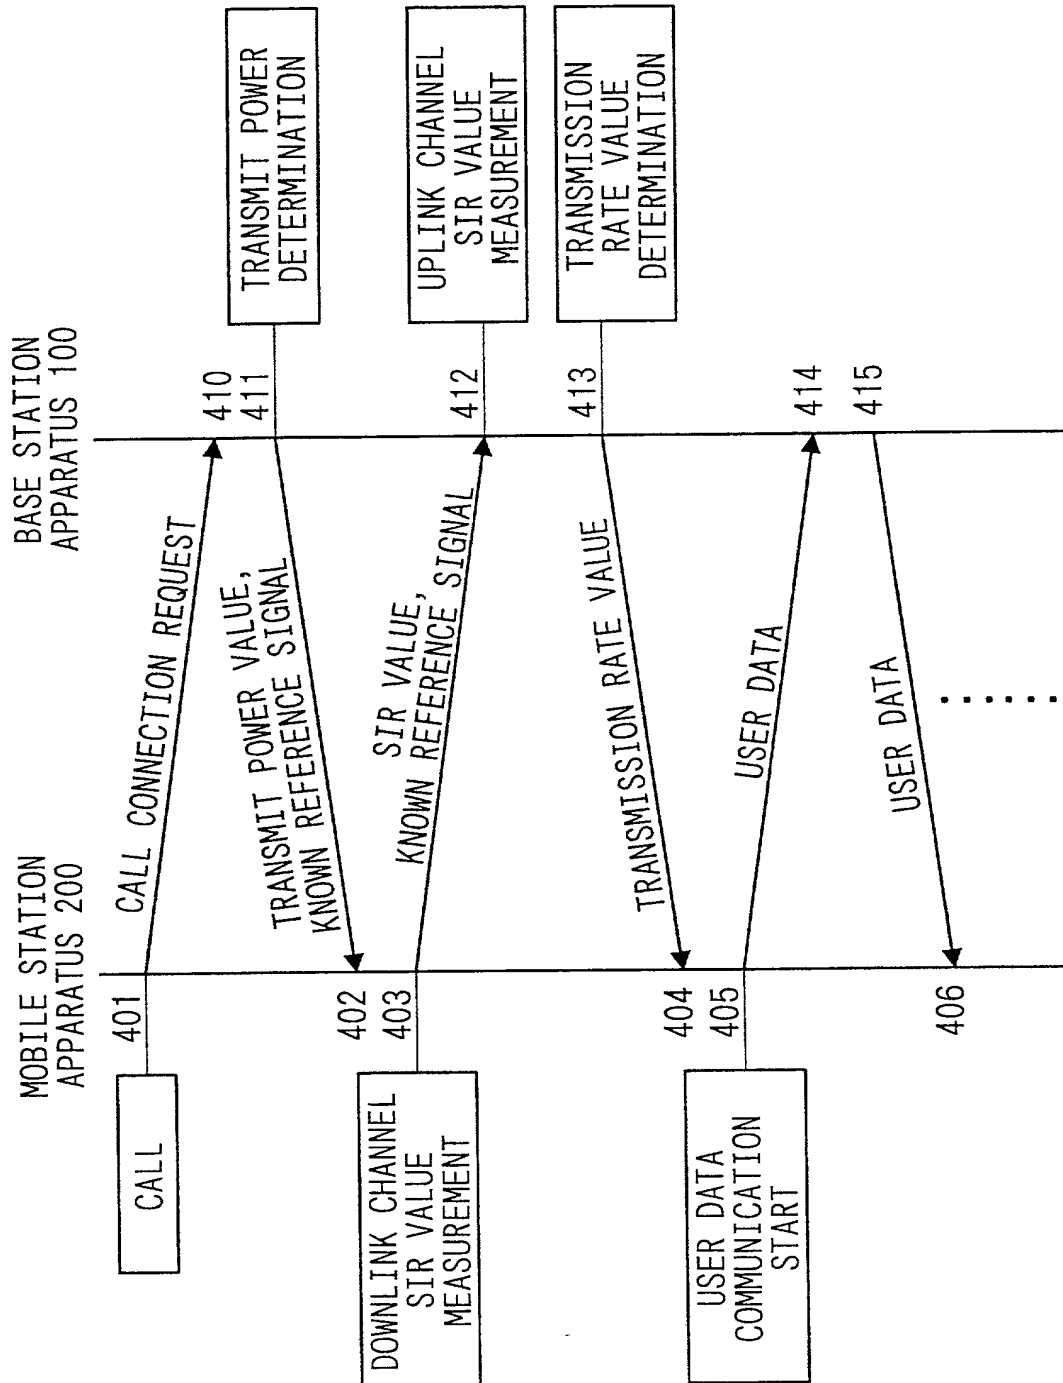 MOBILE STATION
APPARATUS 200
BASE STATION
APPARATUS 100
CALL
401
CALL CONNECTION REQUEST
410
411
TRANSMIT POWER
DETERMINATION
TRANSMIT POWER VALUE,
KNOWN REFERENCE SIGNAL
402
403
DOWNLINK CHANNEL
SIR VALUE
MEASUREMENT
SIR VALUE,
KNOWN REFERENCE SIGNAL
412
UPLINK CHANNEL
SIR VALUE
MEASUREMENT
413
TRANSMISSION
RATE VALUE
DETERMINATION
TRANSMISSION RATE VALUE
404
405
USER DATA
COMMUNICATION
START
USER DATA
414
415
USER DATA
406